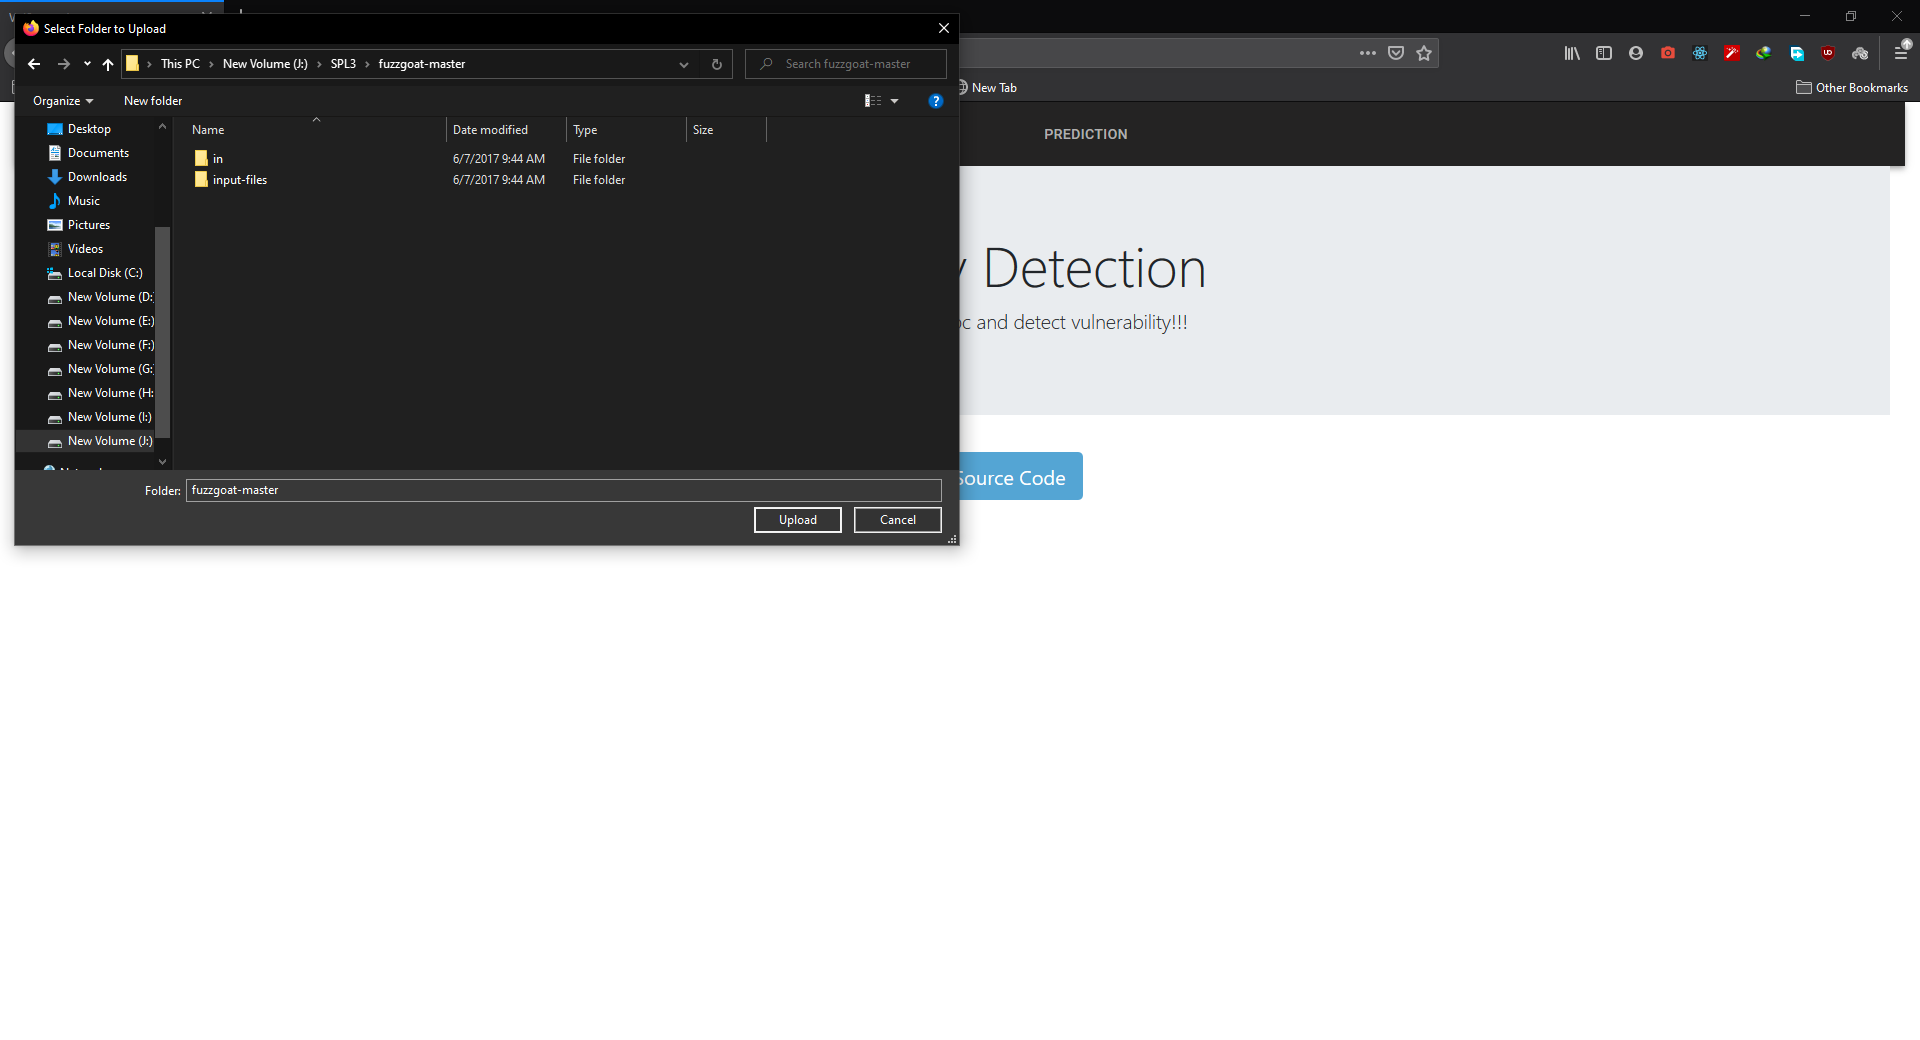 Select Folder to Upload
This PC > New Volume (J:) > SPL3 > fuzzgoat-master
Search fuzzgoat-master
Organize
New folder
New Tab
Other Bookmarks
Name
Date modified
Type
Size
in
6/7/2017 9:44 AM
File folder
input-files
6/7/2017 9:44 AM
File folder
Desktop
Documents
Downloads
Music
Pictures
Videos
Local Disk (C:)
New Volume (D:
New Volume (E:)
New Volume (F:)
New Volume (G:
New Volume (H:
New Volume (I:)
New Volume (J:)
Folder: fuzzgoat-master
Upload
Cancel
PREDICTION
y Detection
oc and detect vulnerability!!!
Source Code